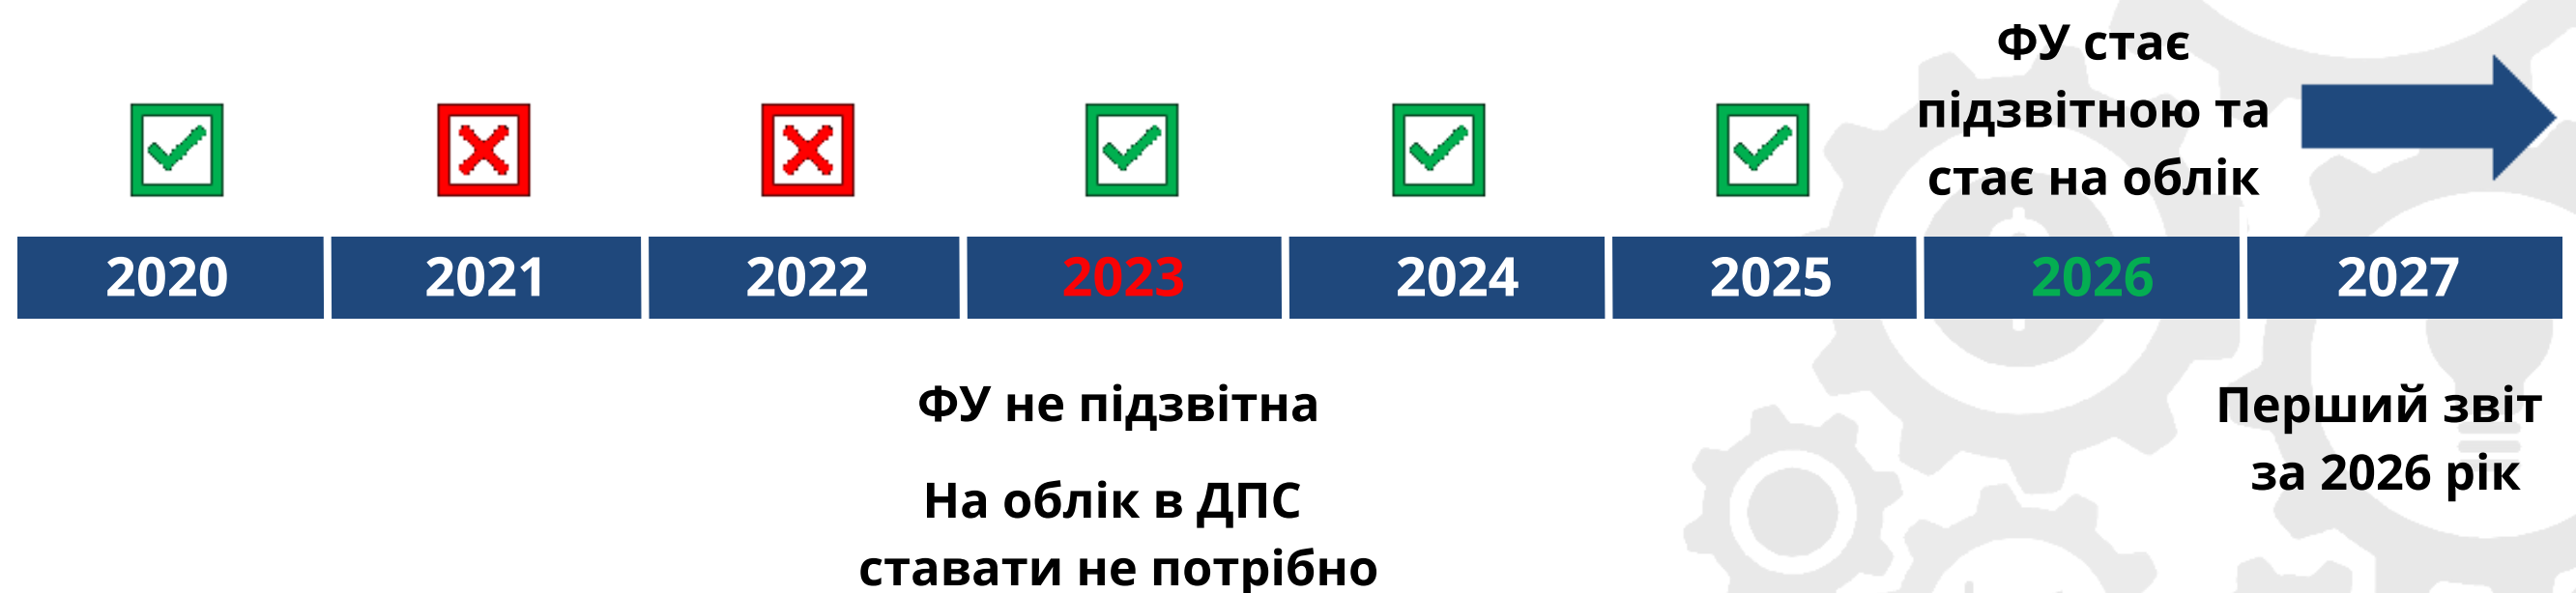 ФУ стає
підзвітною та
стає на облік
2020 2021 2022 2023 2024 2025 2026 2027
ФУ не підзвітна
На облік в ДПС
ставати не потрібно
Перший звіт
за 2026 рік